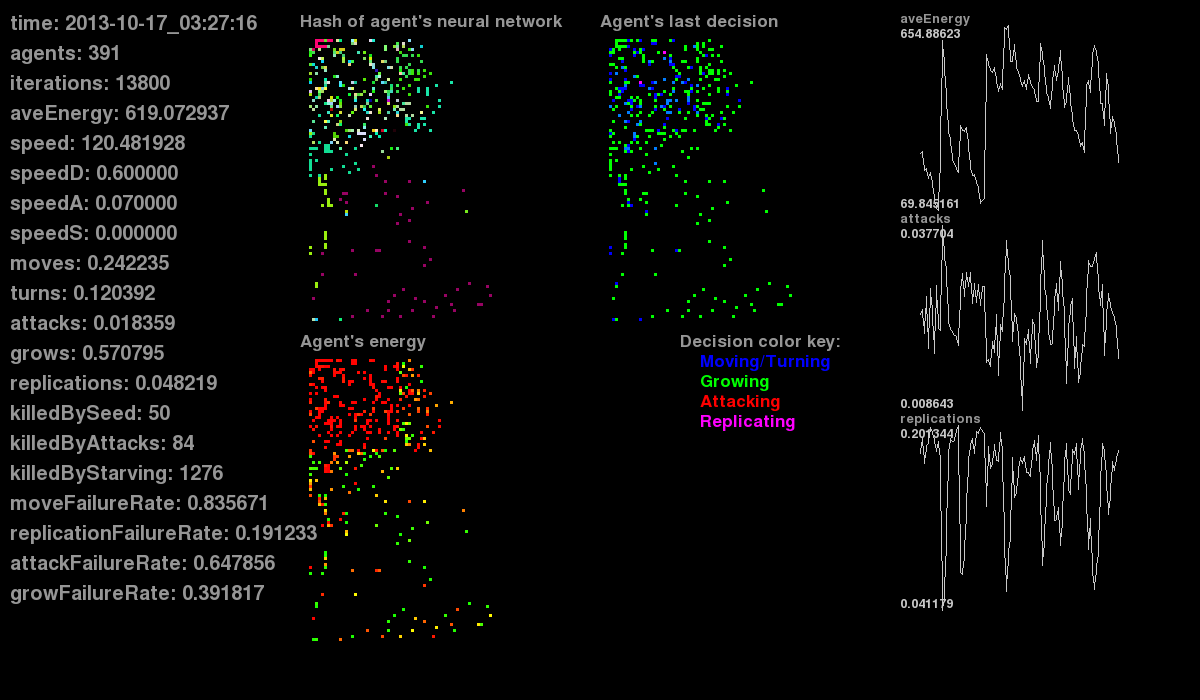 time: 2013-10-17_03:27:16
agents: 391
iterations: 13800
aveEnergy: 619.072937
speed: 120.481928
speedD: 0.600000
speedA: 0.070000
speedS: 0.000000
moves: 0.242235
turns: 0.120392
attacks: 0.018359
grows: 0.570795
replications: 0.048219
killedBySeed: 50
killedByAttacks: 84
killedByStarving: 1276
moveFailureRate: 0.835671
replicationFailureRate: 0.191233
attackFailureRate: 0.647856
growFailureRate: 0.391817
Hash of agent's neural network
Agent's last decision
Agent's energy
Decision color key:
Moving/Turning
Growing
Attacking
Replicating
aveEnergy
654.88623
69.845161
attacks
0.037704
0.008643
replications
0.201344
0.041179